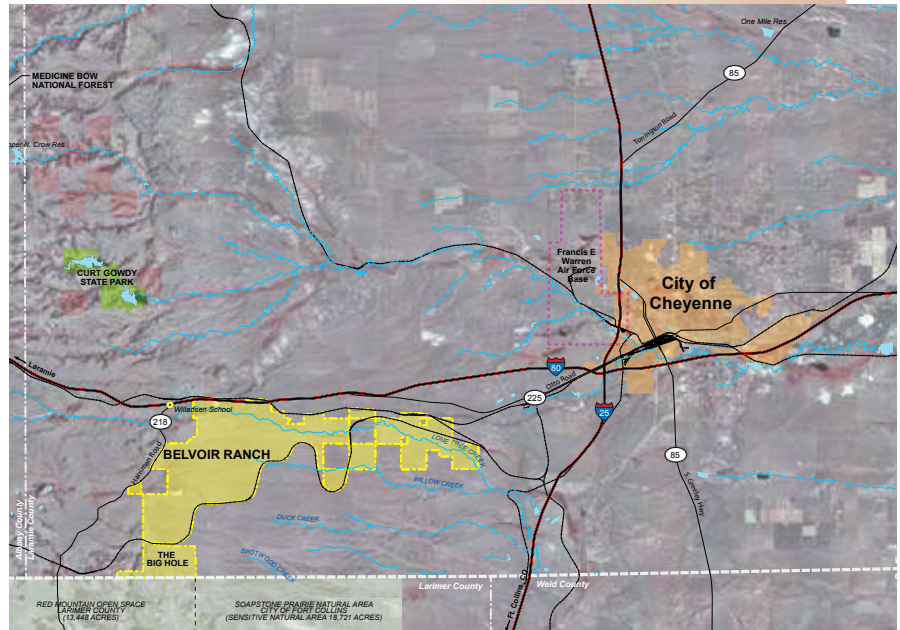 One Mile Res.
MEDICINE BOW
NATIONAL FOREST
85
Torrington Road
N. Crow Res.
CURT GOWDY
STATE PARK
Francis E
Warren
Air Force
Base
City of
Cheyenne
Laramie
80
Otto Road
225
25
Willadsen School
218
Harriman Road
BELVOIR RANCH
LONE TREE CREEK
WILLOW CREEK
85
S. Greeley Hwy
DUCK CREEK
SPOTWOOD CREEK
THE
BIG HOLE
Albany County
Laramie County
Larimer County
Weld County
Ft. Collins, CO
RED MOUNTAIN OPEN SPACE
LARIMER COUNTY
(13,448 ACRES)
SOAPSTONE PRAIRIE NATURAL AREA
CITY OF FORT COLLINS
(SENSITIVE NATURAL AREA 18,721 ACRES)